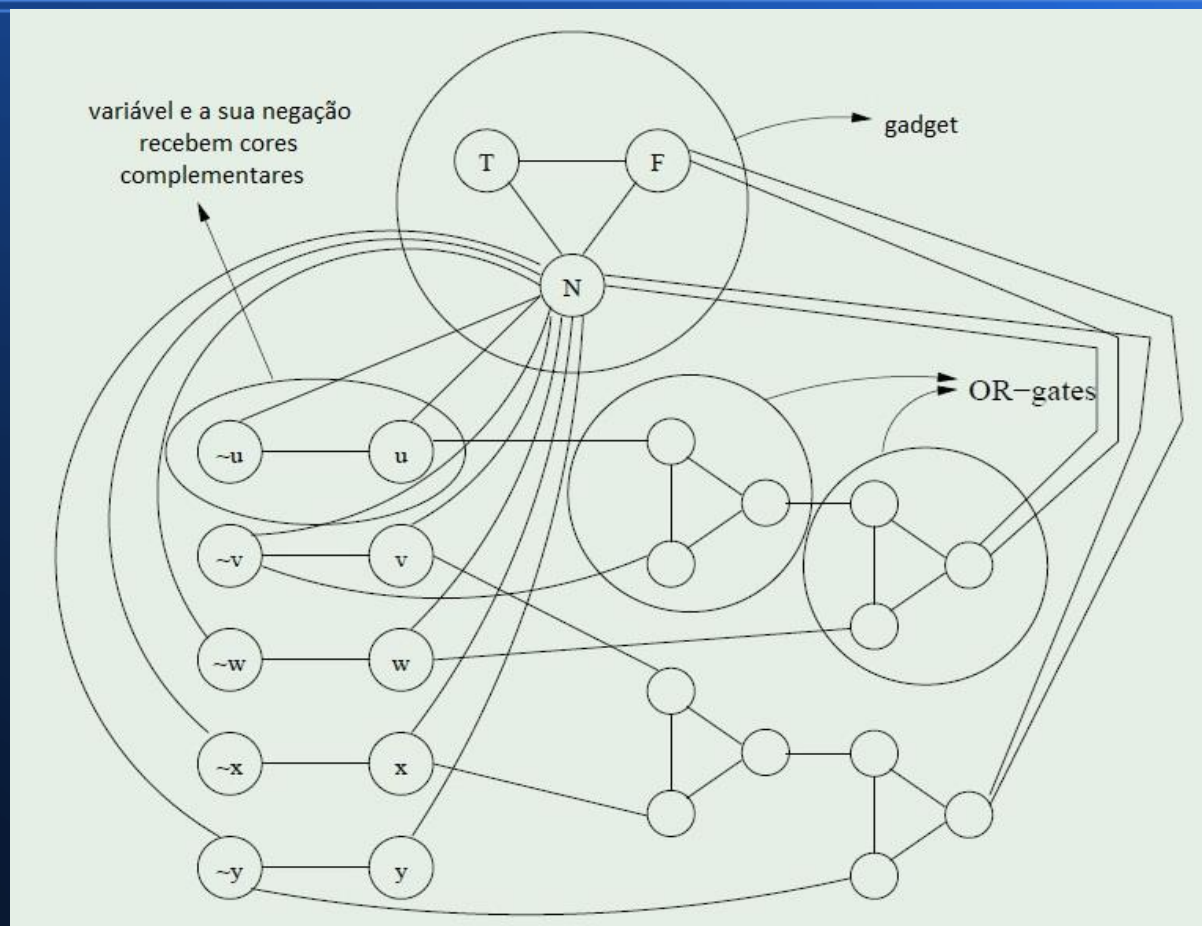 variável e a sua negação
recebem cores
complementares
gadget
T
F
N
OR-gates
~u
u
~v
v
~w
w
~x
x
~y
y